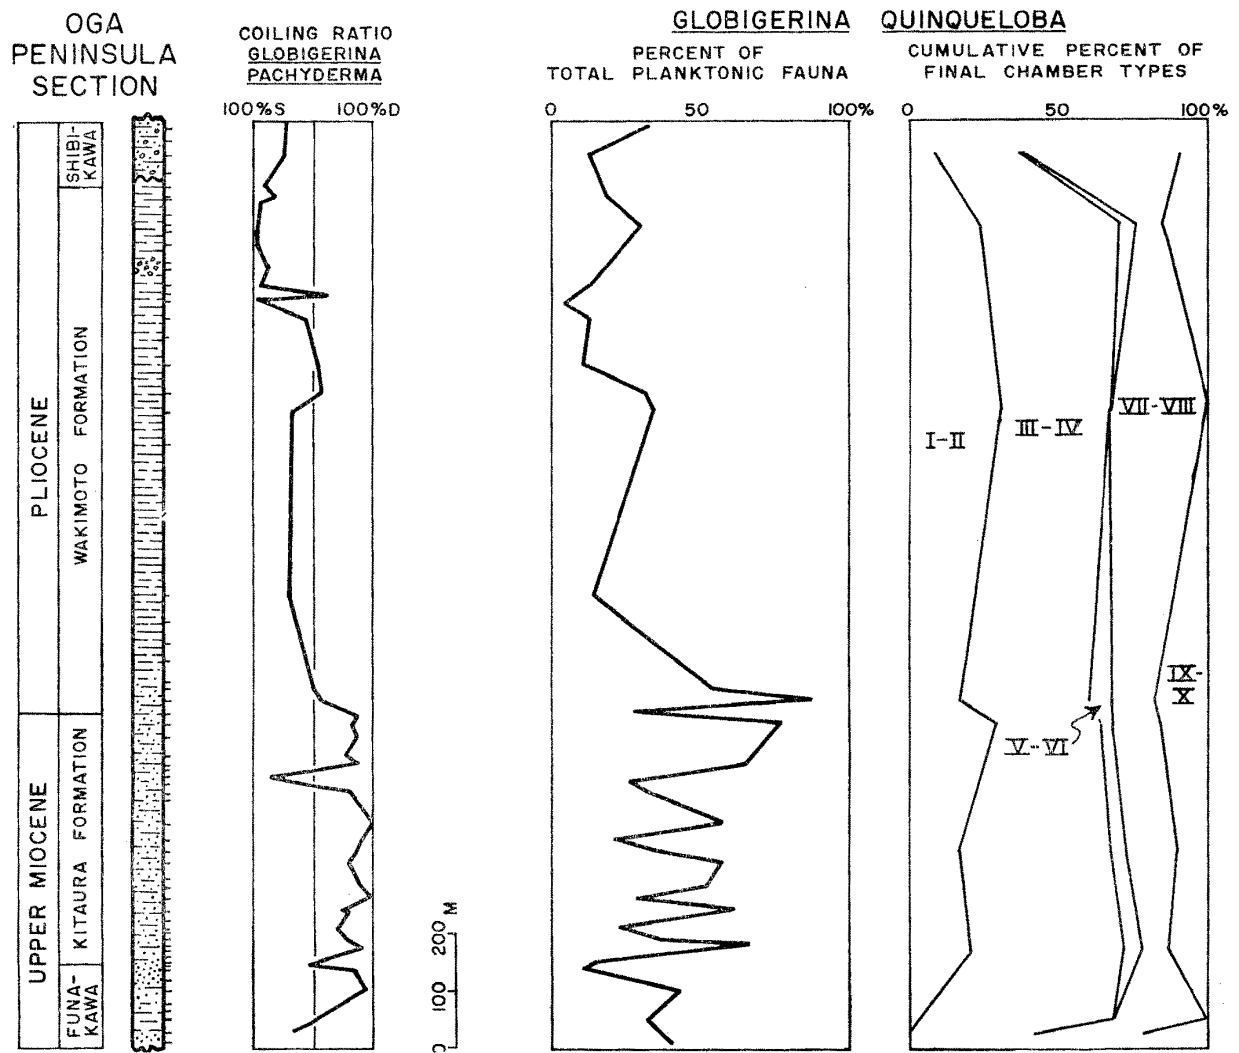 OGA
PENINSULA
SECTION
COILING RATIO
GLOBIGERINA
PACHYDERMA
100%S 100%D
GLOBIGERINA QUINQUELOBA
PERCENT OF
TOTAL PLANKTONIC FAUNA
0 50 100%
CUMULATIVE PERCENT OF
FINAL CHAMBER TYPES
0 50 100%
PLIOCENE
UPPER MIOCENE
SHIBI-
KAWA
WAKIMOTO FORMATION
KITAURA FORMATION
FUNA-
KAWA
I-II
III-IV
VII-VIII
V-VI
IX-
X
200 M
100
0